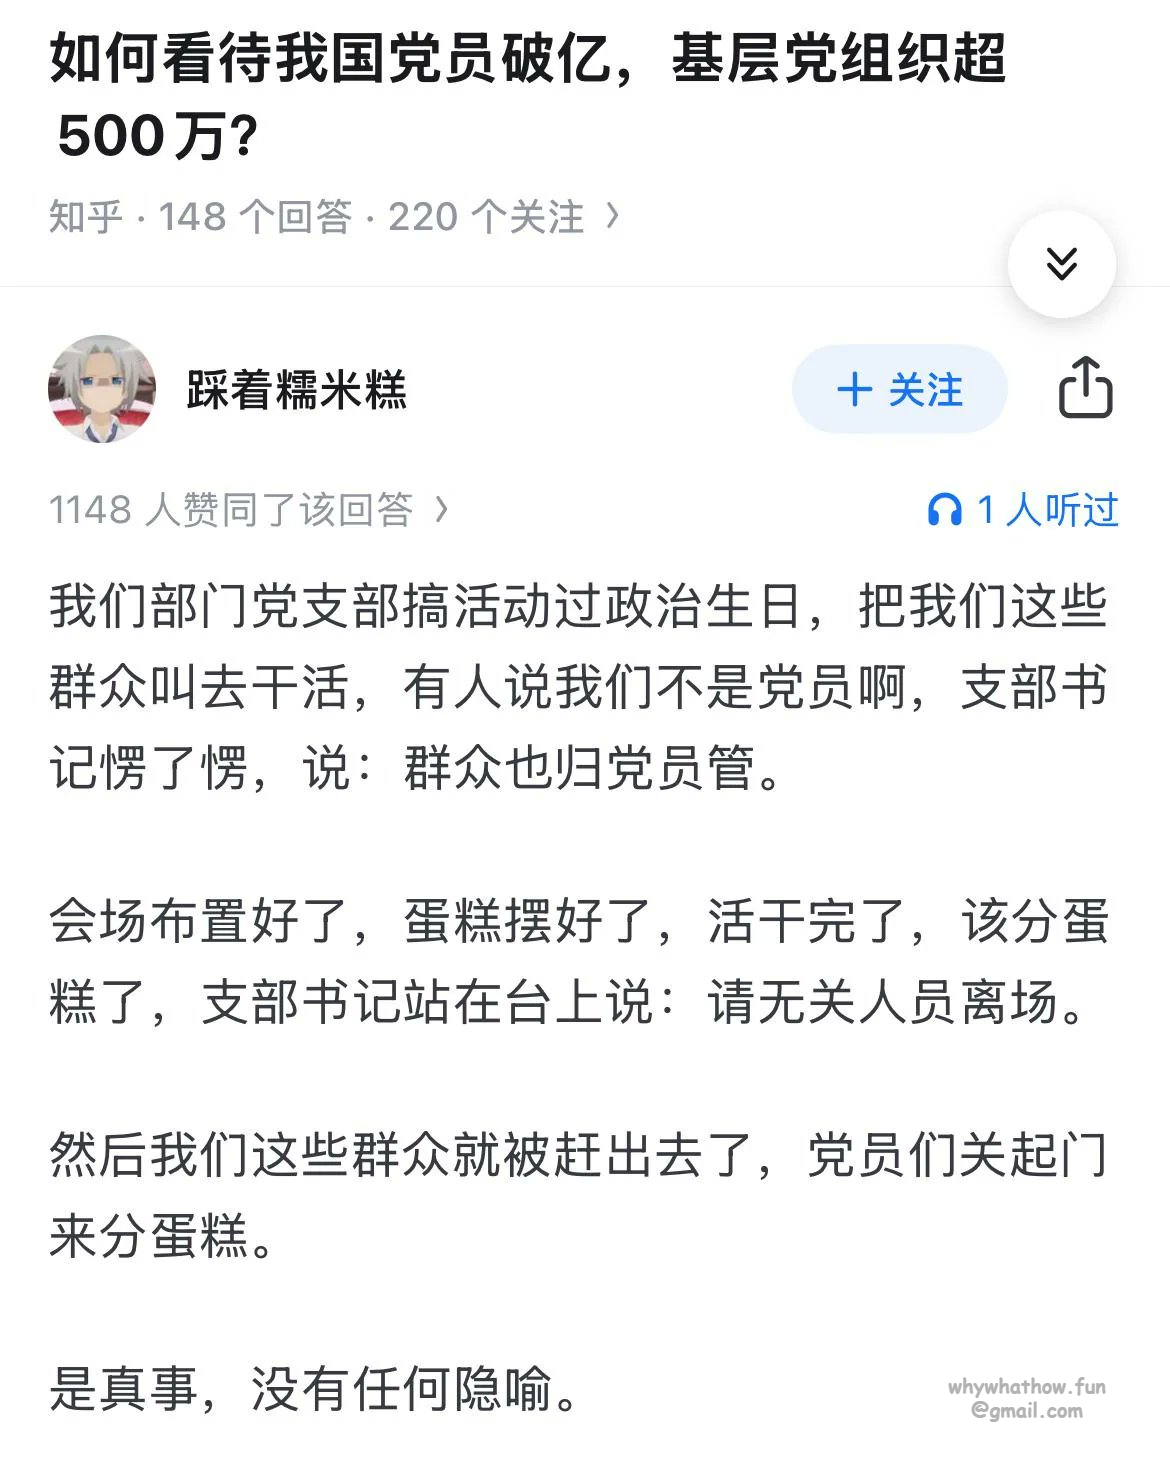 如何看待我国党员破亿，基层党组织超
500万?
知乎 · 148 个回答 · 220 个关注 >
踩着糯米糕
+ 关注
1148 人赞同了该回答 >
1 人听过
我们部门党支部搞活动过政治生日，把我们这些
群众叫去干活，有人说我们不是党员啊，支部书
记愣了愣，说：群众也归党员管。
会场布置好了，蛋糕摆好了，活干完了，该分蛋
糕了，支部书记站在台上说：请无关人员离场。
然后我们这些群众就被赶出去了，党员们关起门
来分蛋糕。
是真事，没有任何隐喻。
whywhathow.fun
@gmail.com